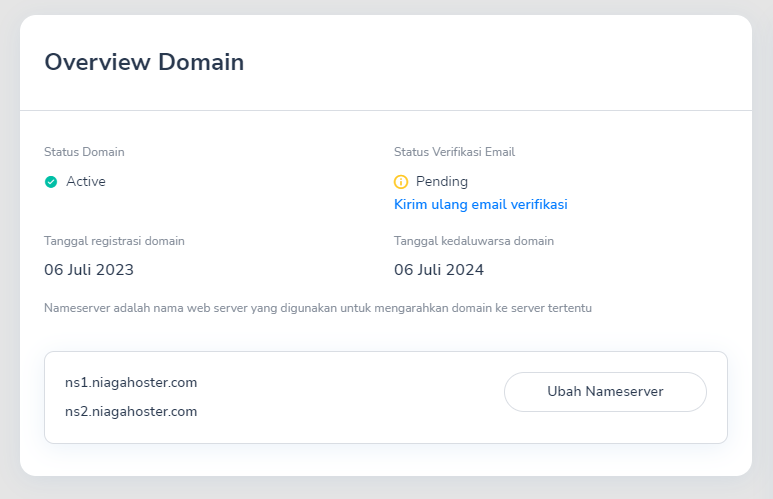 Overview Domain
Status Domain
Active
Status Verifikasi Email
Pending
Kirim ulang email verifikasi
Tanggal registrasi domain
06 Juli 2023
Tanggal kedaluwarsa domain
06 Juli 2024
Nameserver adalah nama web server yang digunakan untuk mengarahkan domain ke server tertentu
ns1.niagahoster.com
ns2.niagahoster.com
Ubah Nameserver